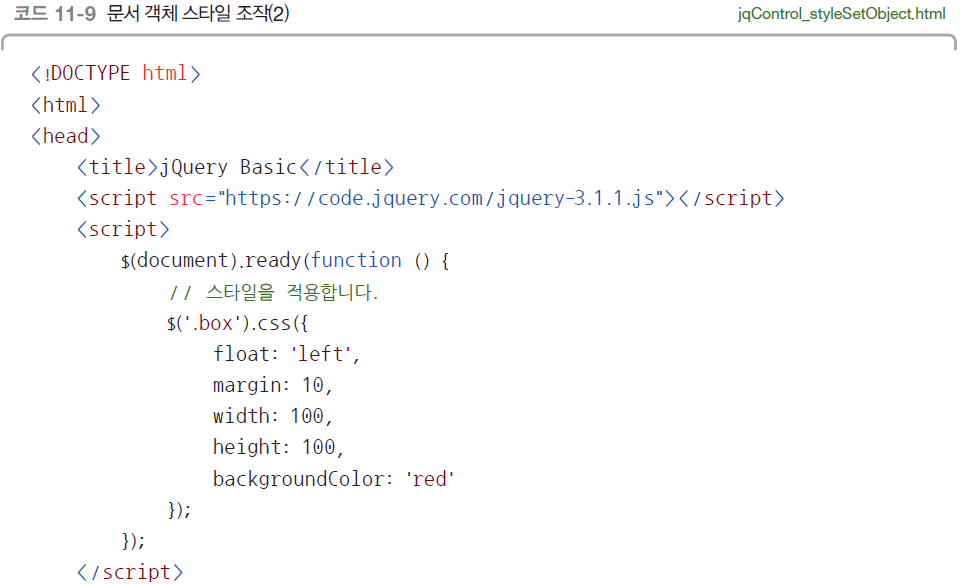 코드 11-9 문서 객체 스타일 조작(2) jqControl_styleSetObject.html
<!DOCTYPE html>
<html>
<head>
    <title>jQuery Basic</title>
    <script src="https://code.jquery.com/jquery-3.1.1.js"></script>
    <script>
        $(document).ready(function () {
            // 스타일을 적용합니다.
            $('.box').css({
                float: 'left',
                margin: 10,
                width: 100,
                height: 100,
                backgroundColor: 'red'
            });
        });
    </script>